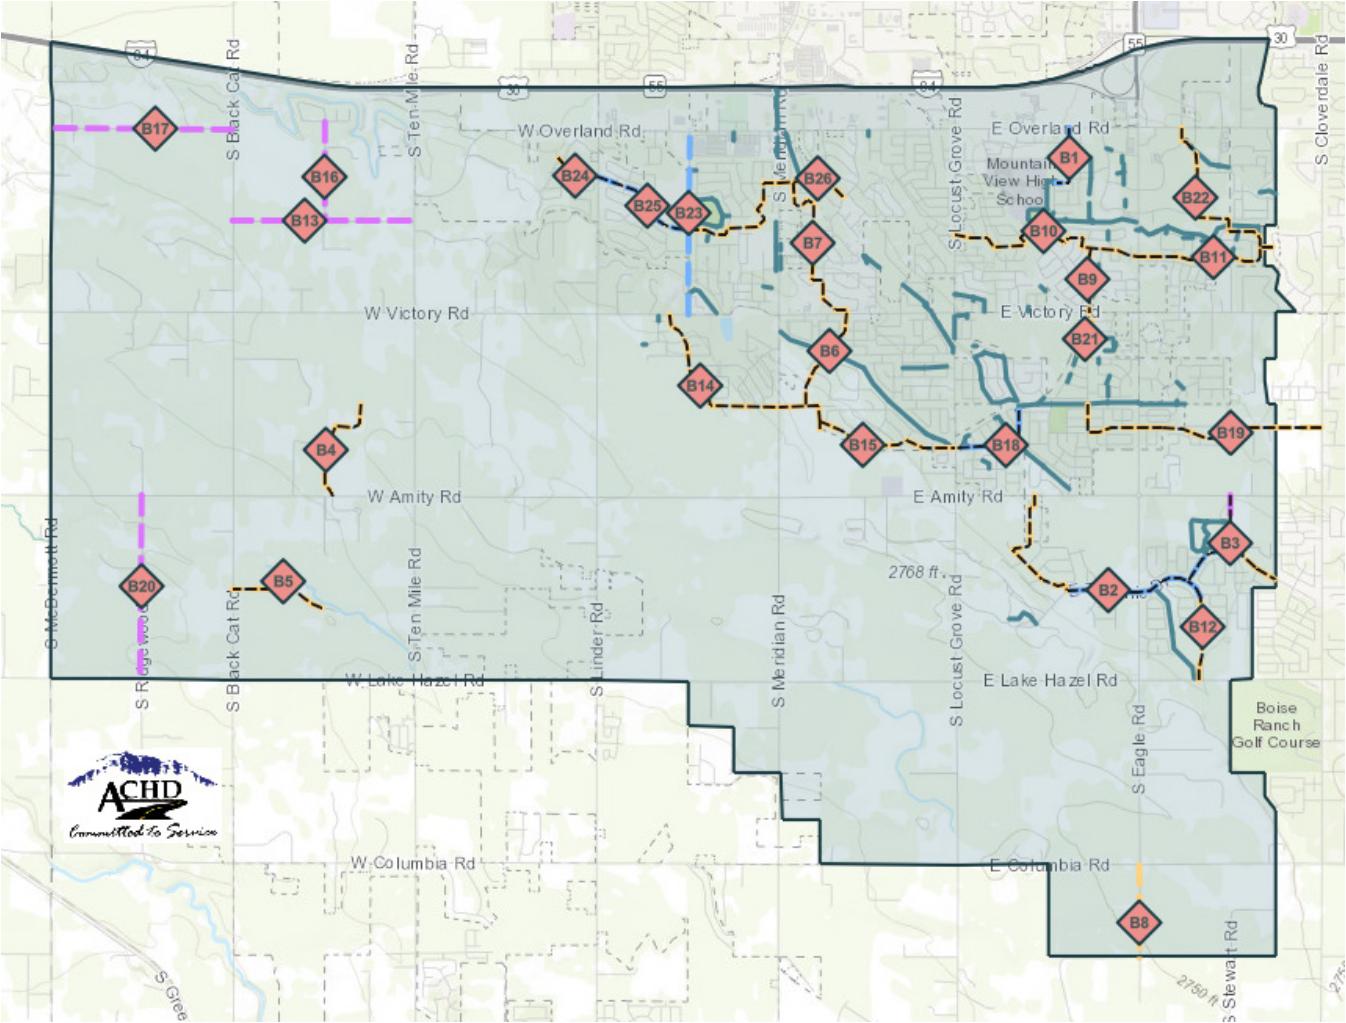 84
30
55
84
55
30
S Cloverdale Rd
S Black Cat Rd
S Ten Mile Rd
W Overland Rd
S Meridian Rd
S Locust Grove Rd
E Overland Rd
Mountain
View High
School
B17
B16
B13
B24
B25
B23
B26
B7
B1
B22
B10
B11
B9
W Victory Rd
E Victory Rd
B21
B6
B14
B4
B15
B18
B19
W Amity Rd
E Amity Rd
S McDermott Rd
B20
B5
S Ridgewood
S Black Cat Rd
S Ten Mile Rd
S Linder Rd
S Meridian Rd
2768 ft
S Locust Grove Rd
B3
B2
B12
W Lake Hazel Rd
E Lake Hazel Rd
S Eagle Rd
Boise
Ranch
Golf Course
ACHD
Committed to Service
W Columbia Rd
E Columbia Rd
B8
S Stewart Rd
2750 ft
S Gree
275